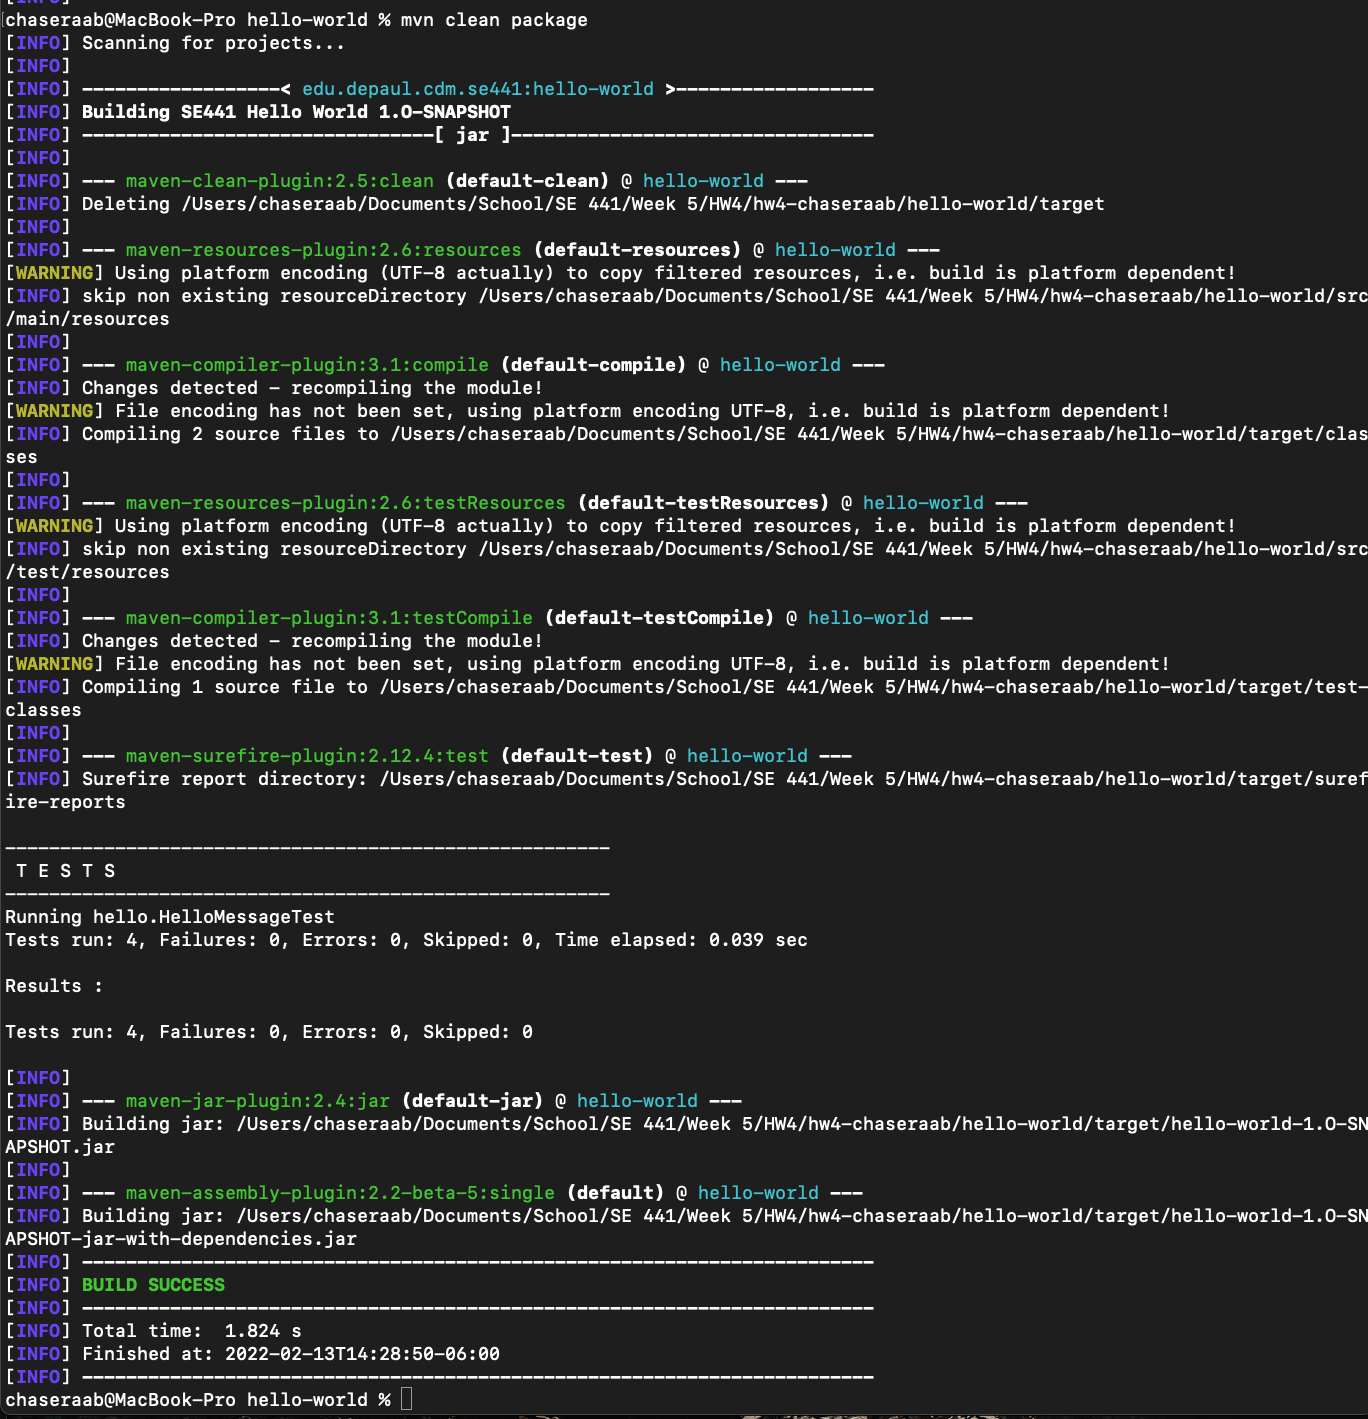 chaseraab@MacBook-Pro hello-world % mvn clean package
[INFO] Scanning for projects...
[INFO]
[INFO] ------------------< edu.depaul.cdm.se441:hello-world >------------------
[INFO] Building SE441 Hello World 1.O-SNAPSHOT
[INFO] --------------------------------[ jar ]---------------------------------
[INFO]
[INFO] --- maven-clean-plugin:2.5:clean (default-clean) @ hello-world ---
[INFO] Deleting /Users/chaseraab/Documents/School/SE 441/Week 5/HW4/hw4-chaseraab/hello-world/target
[INFO]
[INFO] --- maven-resources-plugin:2.6:resources (default-resources) @ hello-world ---
[WARNING] Using platform encoding (UTF-8 actually) to copy filtered resources, i.e. build is platform dependent!
[INFO] skip non existing resourceDirectory /Users/chaseraab/Documents/School/SE 441/Week 5/HW4/hw4-chaseraab/hello-world/src
/main/resources
[INFO]
[INFO] --- maven-compiler-plugin:3.1:compile (default-compile) @ hello-world ---
[INFO] Changes detected - recompiling the module!
[WARNING] File encoding has not been set, using platform encoding UTF-8, i.e. build is platform dependent!
[INFO] Compiling 2 source files to /Users/chaseraab/Documents/School/SE 441/Week 5/HW4/hw4-chaseraab/hello-world/target/clas
ses
[INFO]
[INFO] --- maven-resources-plugin:2.6:testResources (default-testResources) @ hello-world ---
[WARNING] Using platform encoding (UTF-8 actually) to copy filtered resources, i.e. build is platform dependent!
[INFO] skip non existing resourceDirectory /Users/chaseraab/Documents/School/SE 441/Week 5/HW4/hw4-chaseraab/hello-world/src
/test/resources
[INFO]
[INFO] --- maven-compiler-plugin:3.1:testCompile (default-testCompile) @ hello-world ---
[INFO] Changes detected - recompiling the module!
[WARNING] File encoding has not been set, using platform encoding UTF-8, i.e. build is platform dependent!
[INFO] Compiling 1 source file to /Users/chaseraab/Documents/School/SE 441/Week 5/HW4/hw4-chaseraab/hello-world/target/test-
classes
[INFO]
[INFO] --- maven-surefire-plugin:2.12.4:test (default-test) @ hello-world ---
[INFO] Surefire report directory: /Users/chaseraab/Documents/School/SE 441/Week 5/HW4/hw4-chaseraab/hello-world/target/suref
ire-reports
-------------------------------------------------------
T E S T S
-------------------------------------------------------
Running hello.HelloMessageTest
Tests run: 4, Failures: 0, Errors: 0, Skipped: 0, Time elapsed: 0.039 sec
Results :
Tests run: 4, Failures: 0, Errors: 0, Skipped: 0
[INFO]
[INFO] --- maven-jar-plugin:2.4:jar (default-jar) @ hello-world ---
[INFO] Building jar: /Users/chaseraab/Documents/School/SE 441/Week 5/HW4/hw4-chaseraab/hello-world/target/hello-world-1.O-SN
APSHOT.jar
[INFO]
[INFO] --- maven-assembly-plugin:2.2-beta-5:single (default) @ hello-world ---
[INFO] Building jar: /Users/chaseraab/Documents/School/SE 441/Week 5/HW4/hw4-chaseraab/hello-world/target/hello-world-1.O-SN
APSHOT-jar-with-dependencies.jar
[INFO] ------------------------------------------------------------------------
[INFO] BUILD SUCCESS
[INFO] ------------------------------------------------------------------------
[INFO] Total time:  1.824 s
[INFO] Finished at: 2022-02-13T14:28:50-06:00
[INFO] ------------------------------------------------------------------------
chaseraab@MacBook-Pro hello-world %